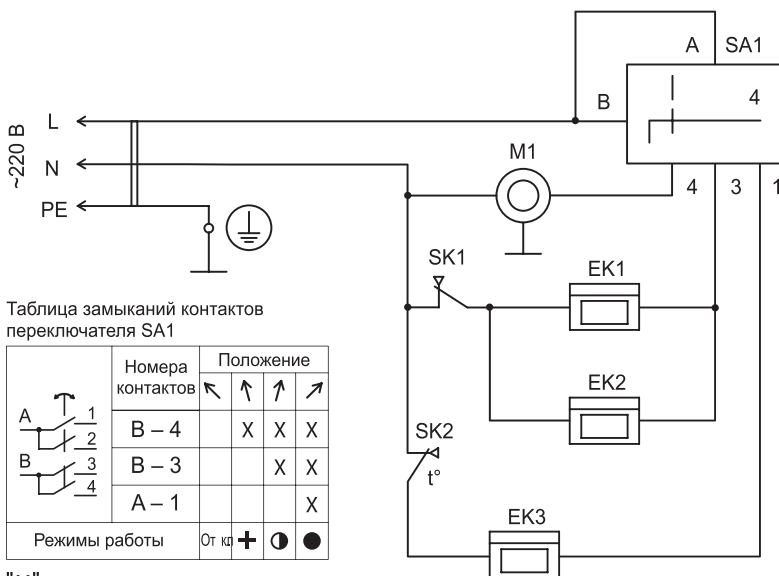 A SA1
B
4
~220 В
L
N
PE
M1
4 3 1
SK1
EK1
EK2
SK2
t°
EK3
Таблица замыканий контактов
переключателя SA1
Номера
контактов
Положение
A 1
2
B 3
4
B – 4 X X X
B – 3 X X
A – 1 X
Режимы работы От кл